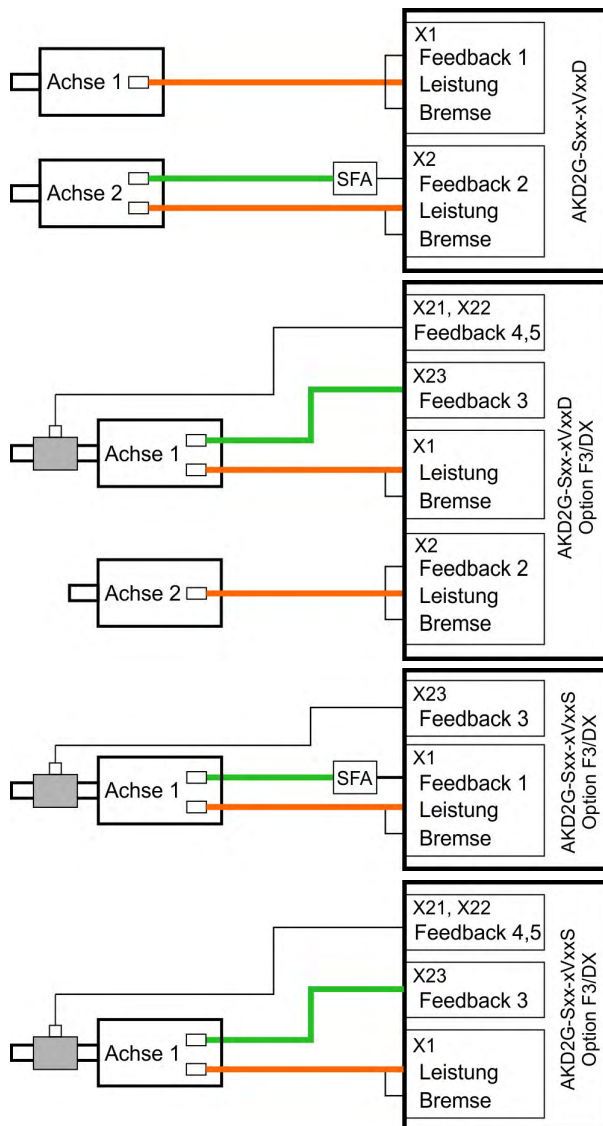 Achse 1
X1
Feedback 1
Leistung
Bremse
Achse 2
SFA
X2
Feedback 2
Leistung
Bremse
AKD2G-Sxx-xVxxD
X21, X22
Feedback 4,5
X23
Feedback 3
Achse 1
X1
Leistung
Bremse
Achse 2
X2
Feedback 2
Leistung
Bremse
AKD2G-Sxx-xVxxD
Option F3/DX
X23
Feedback 3
Achse 1
SFA
X1
Feedback 1
Leistung
Bremse
AKD2G-Sxx-xVxxS
Option F3/DX
X21, X22
Feedback 4,5
X23
Feedback 3
Achse 1
X1
Leistung
Bremse
AKD2G-Sxx-xVxxS
Option F3/DX